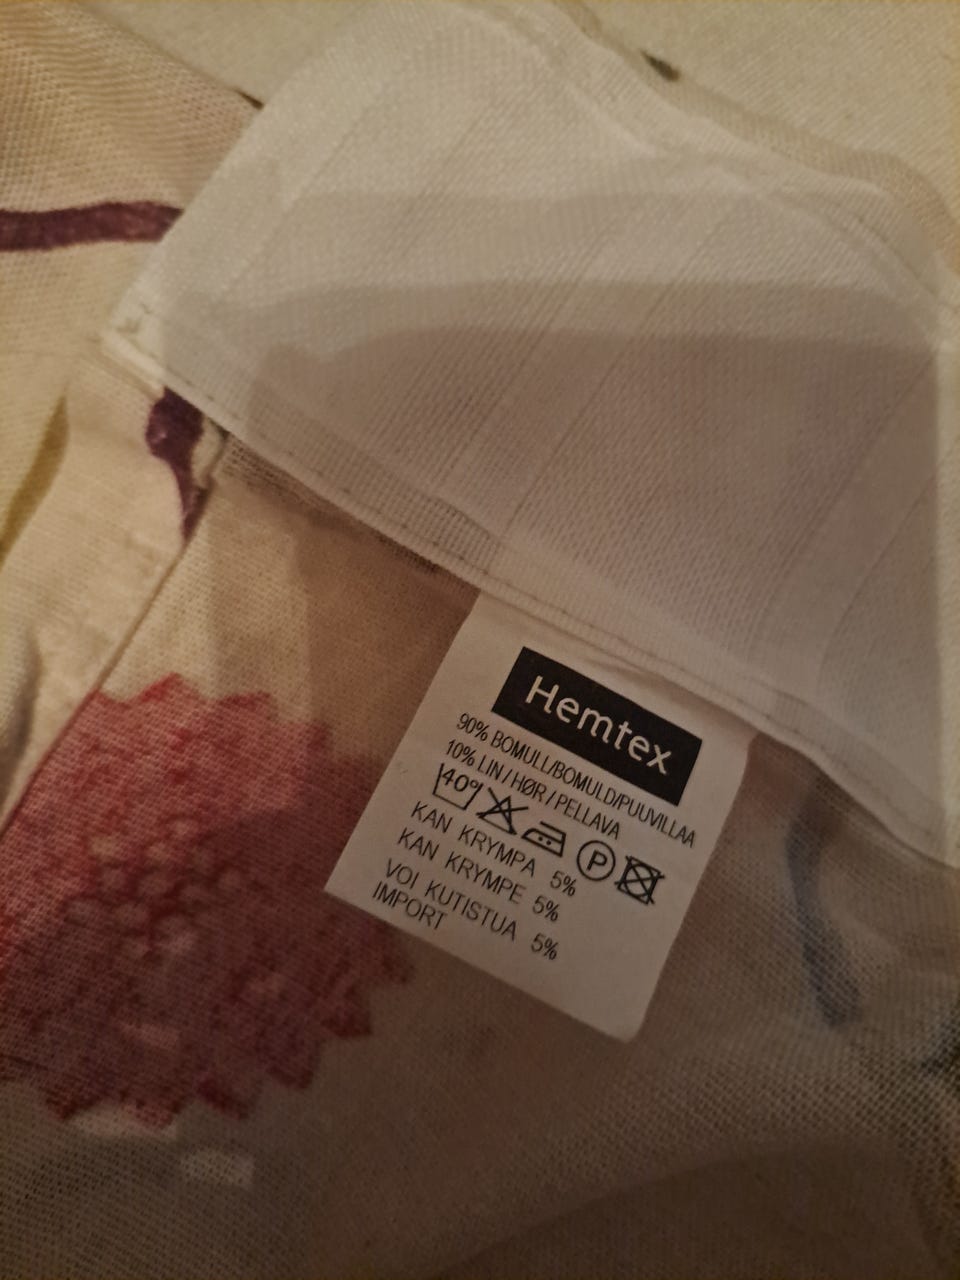 Hemtex
90% BOMULL/BOMULD/PUUVILLAA
10% LIN/HØR/PELLAVA
40° P
KAN KRYMPA 5%
KAN KRYMPE 5%
VOI KUTISTUA 5%
IMPORT